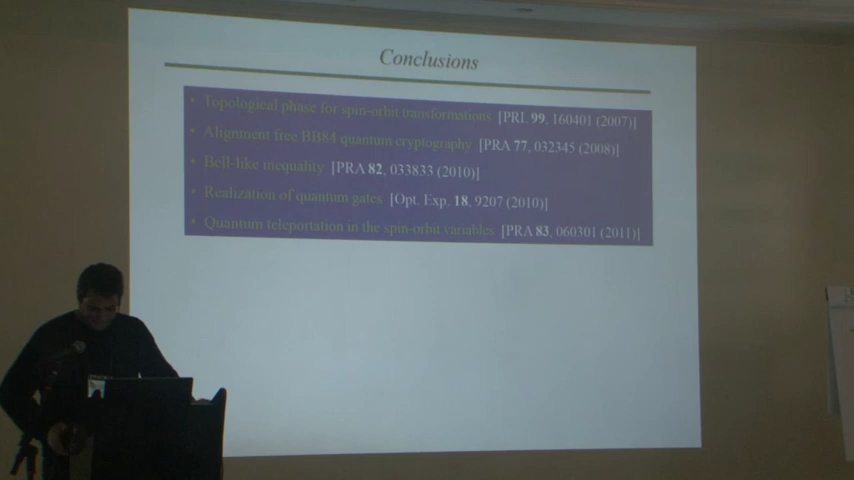 Conclusions
• Topological phase for spin-orbit transformations [PRL 99, 160401 (2007)]
• Alignment free BB84 quantum cryptography [PRA 77, 032345 (2008)]
• Bell-like inequality [PRA 82, 033833 (2010)]
• Realization of quantum gates [Opt. Exp. 18, 9207 (2010)]
• Quantum teleportation in the spin-orbit variables [PRA 83, 060301 (2011)]